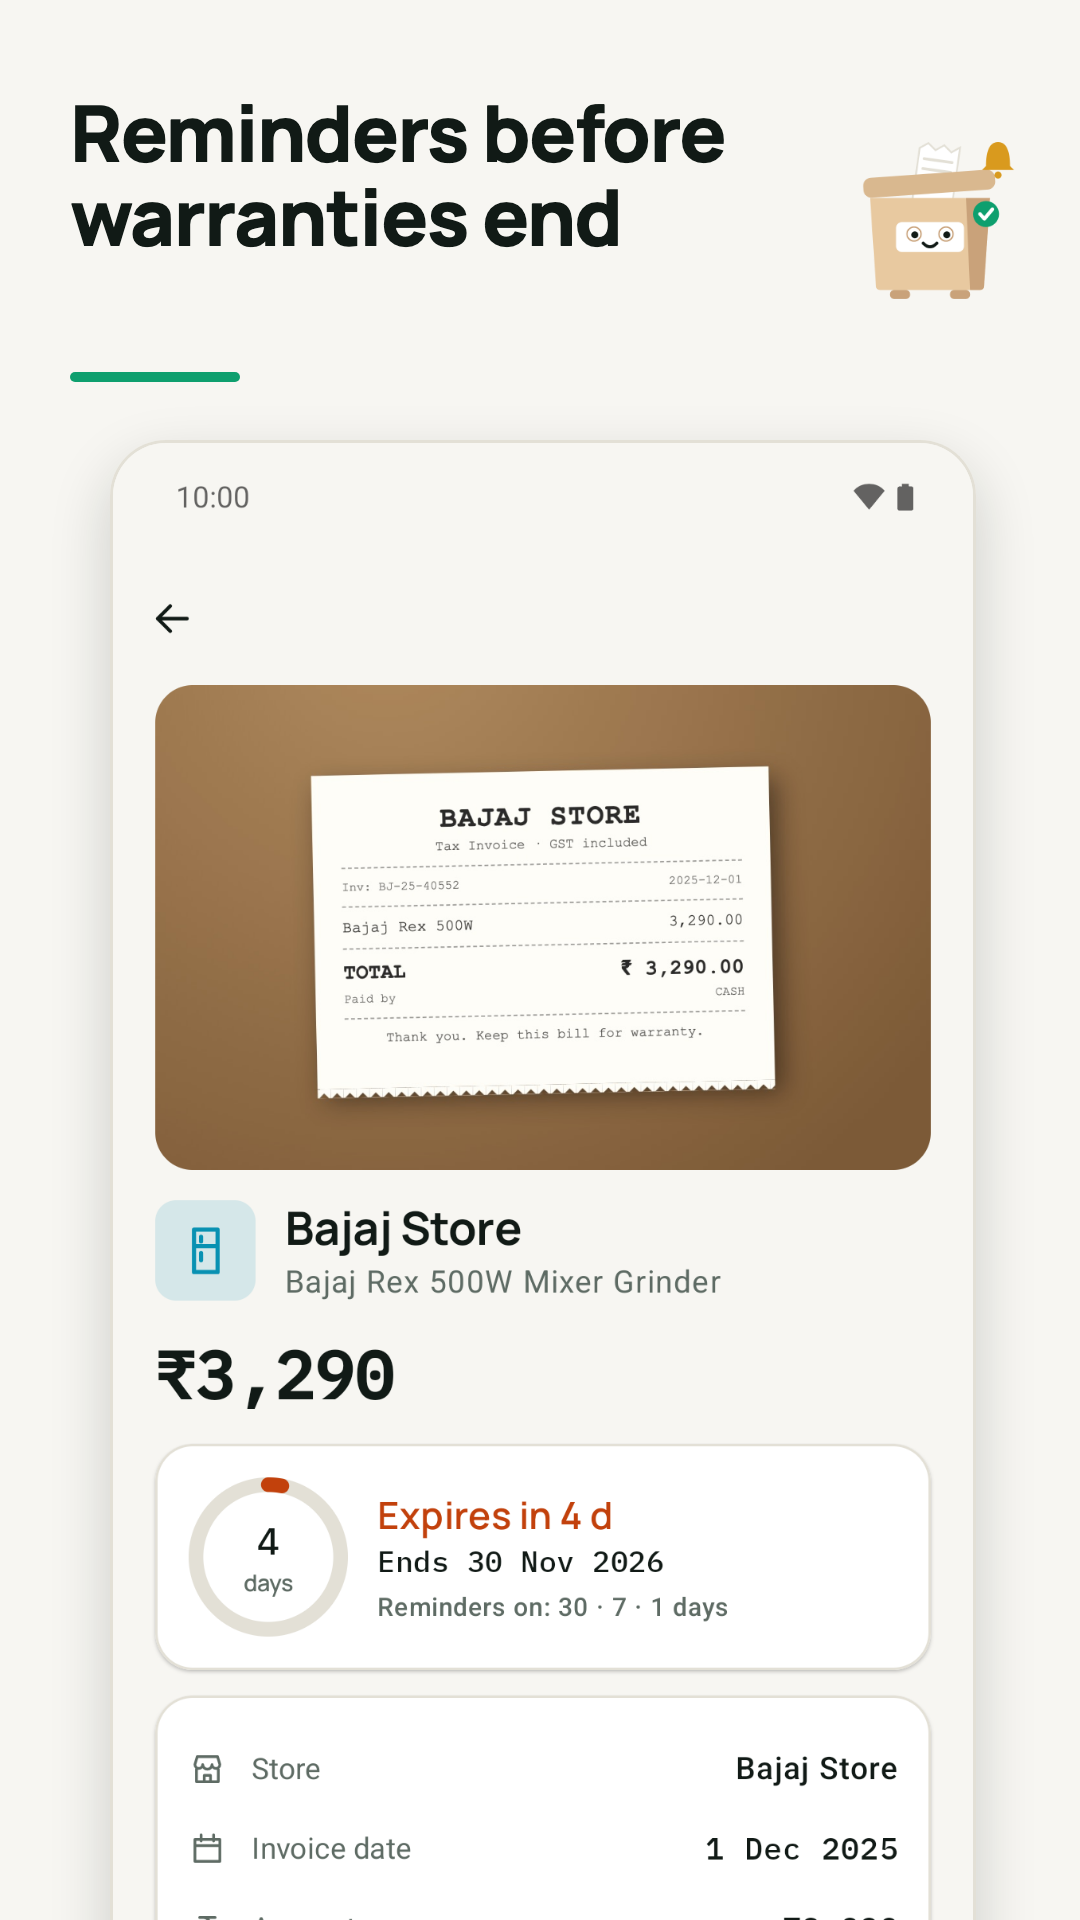 Reminders before
warranties end
10:00
BAJAJ STORE
Tax Invoice · GST included
Inv: BJ-25-40552 2025-12-01
Bajaj Rex 500W 3,290.00
TOTAL ₹ 3,290.00
Paid by CASH
Thank you. Keep this bill for warranty.
Bajaj Store
Bajaj Rex 500W Mixer Grinder
₹3,290
4
days
Expires in 4 d
Ends 30 Nov 2026
Reminders on: 30 · 7 · 1 days
Store Bajaj Store
Invoice date 1 Dec 2025